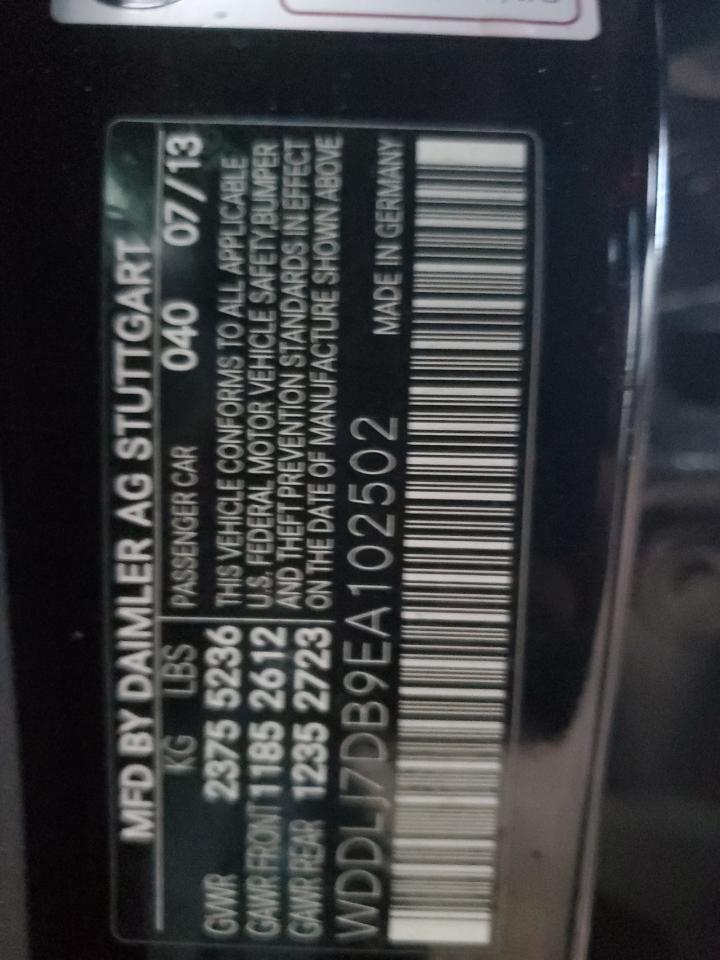 MFD BY DAIMLER AG STUTTGART
KG LBS
GWR 2375 5236
GAWR FRONT 1185 2612
GAWR REAR 1235 2723
PASSENGER CAR 040 07/13
THIS VEHICLE CONFORMS TO ALL APPLICABLE
U.S. FEDERAL MOTOR VEHICLE SAFETY, BUMPER
AND THEFT PREVENTION STANDARDS IN EFFECT
ON THE DATE OF MANUFACTURE SHOWN ABOVE
WDDLJ7DB9EA102502
MADE IN GERMANY